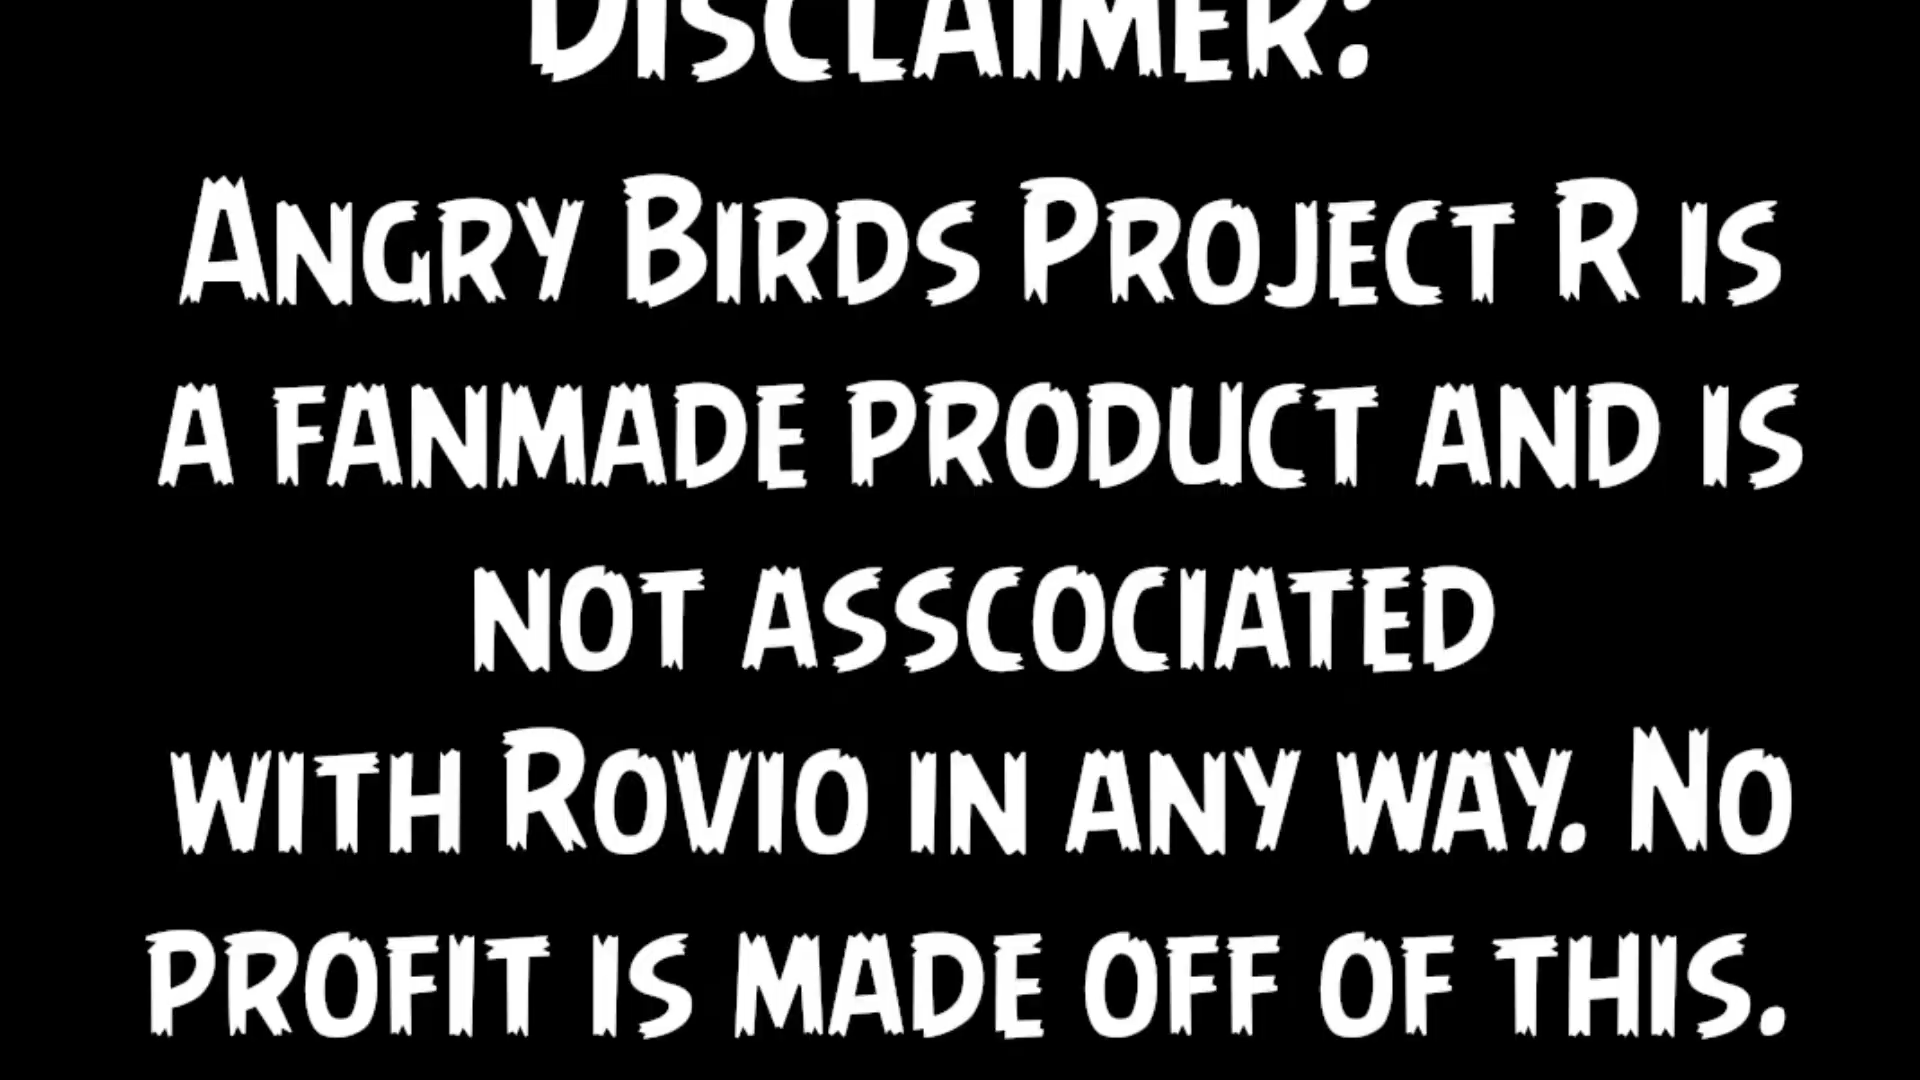 Disclaimer:
Angry Birds Project R is
a fanmade product and is
not asscociated
with Rovio in any way. No
profit is made off of this.